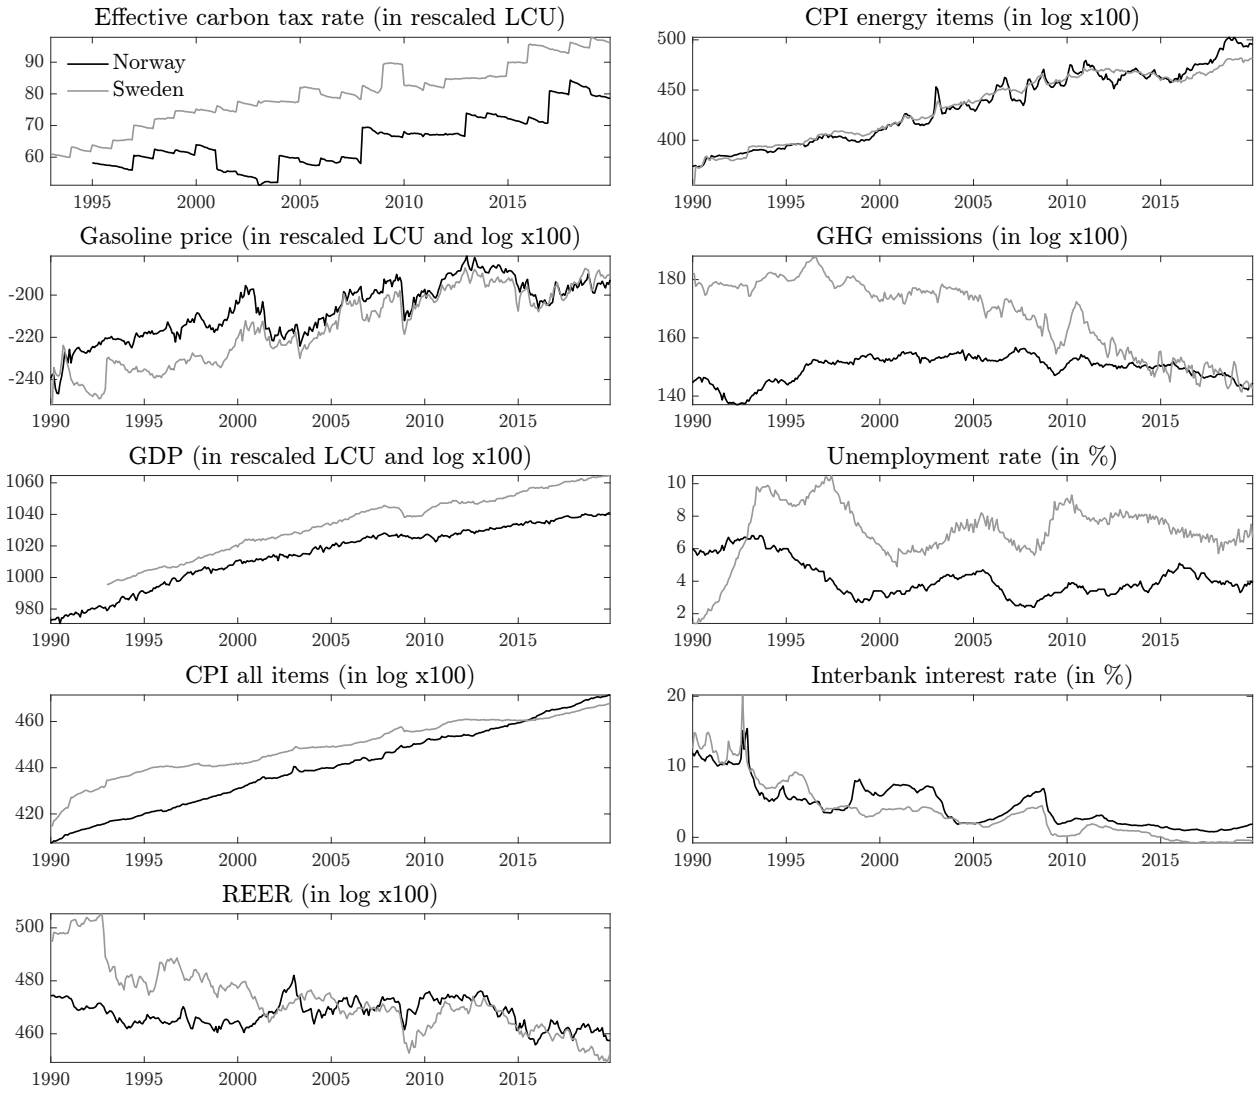 Effective carbon tax rate (in rescaled LCU)
90
80
70
60
Norway
Sweden
1995 2000 2005 2010 2015
CPI energy items (in log x100)
500
450
400
1990 1995 2000 2005 2010 2015
Gasoline price (in rescaled LCU and log x100)
-200
-220
-240
1990 1995 2000 2005 2010 2015
GHG emissions (in log x100)
180
160
140
1990 1995 2000 2005 2010 2015
GDP (in rescaled LCU and log x100)
1060
1040
1020
1000
980
1990 1995 2000 2005 2010 2015
Unemployment rate (in %)
10
8
6
4
2
1990 1995 2000 2005 2010 2015
CPI all items (in log x100)
460
440
420
1990 1995 2000 2005 2010 2015
Interbank interest rate (in %)
20
10
0
1990 1995 2000 2005 2010 2015
REER (in log x100)
500
480
460
1990 1995 2000 2005 2010 2015